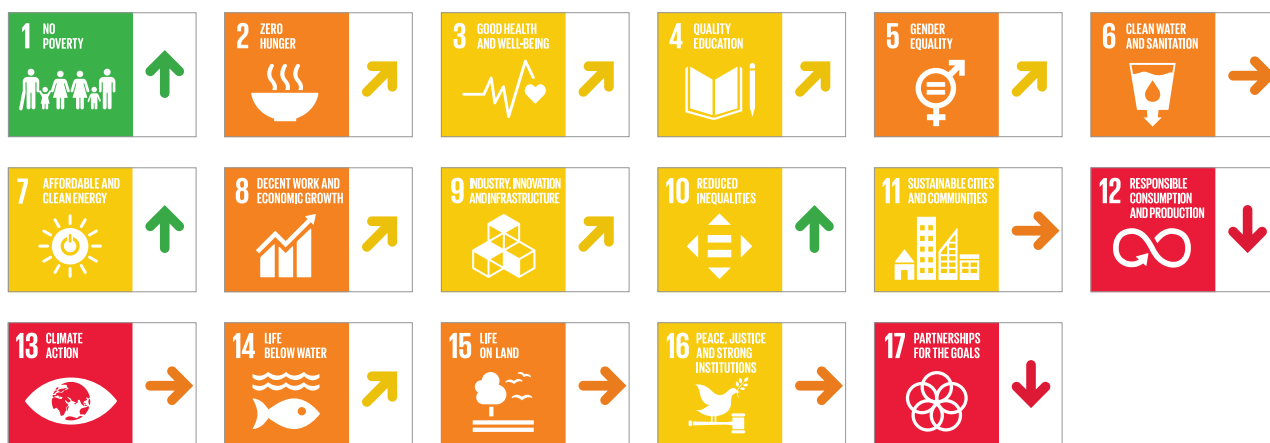 1 NO
POVERTY
2 ZERO
HUNGER
3 GOOD HEALTH
AND WELL-BEING
4 QUALITY
EDUCATION
5 GENDER
EQUALITY
6 CLEAN WATER
AND SANITATION
7 AFFORDABLE AND
CLEAN ENERGY
8 DECENT WORK AND
ECONOMIC GROWTH
9 INDUSTRY, INNOVATION
AND INFRASTRUCTURE
10 REDUCED
INEQUALITIES
11 SUSTAINABLE CITIES
AND COMMUNITIES
12 RESPONSIBLE
CONSUMPTION
AND PRODUCTION
13 CLIMATE
ACTION
14 LIFE
BELOW WATER
15 LIFE
ON LAND
16 PEACE, JUSTICE
AND STRONG
INSTITUTIONS
17 PARTNERSHIPS
FOR THE GOALS